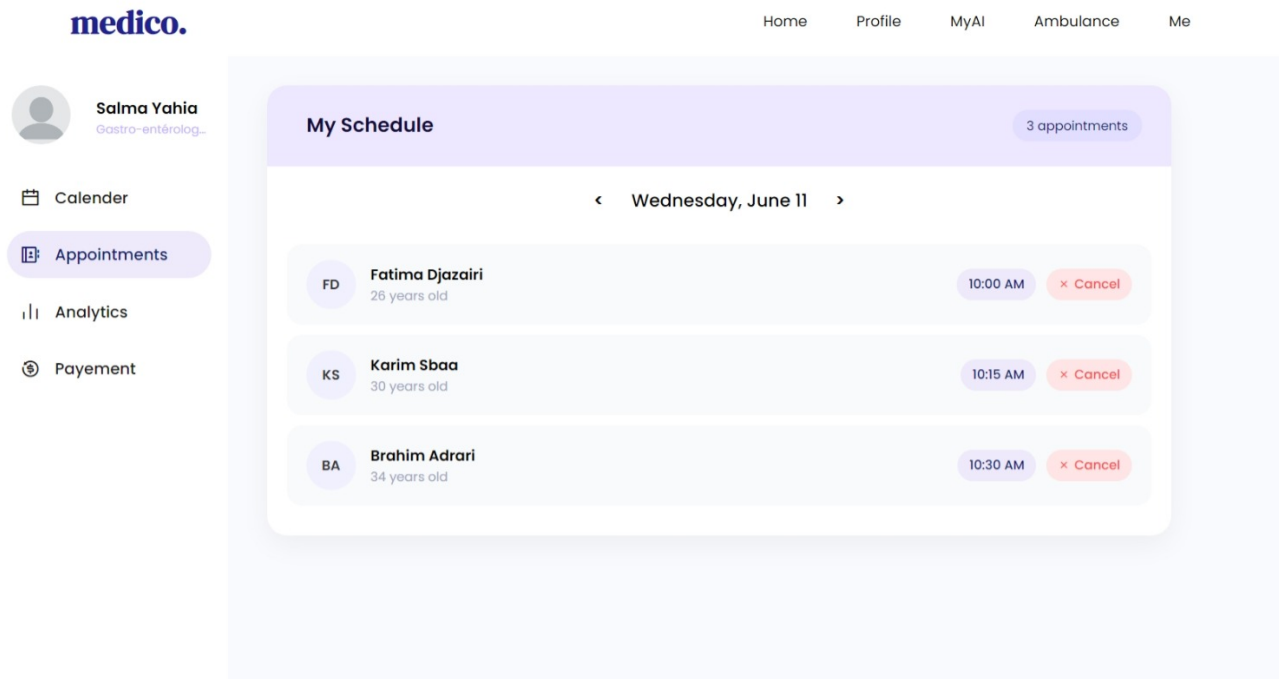 medico.
Home Profile MyAI Ambulance Me
Salma Yahia
Gastro-entérolog...
Calender
Appointments
Analytics
Payement
My Schedule
3 appointments
< Wednesday, June 11 >
FD
Fatima Djazairi
26 years old
10:00 AM
× Cancel
KS
Karim Sbaa
30 years old
10:15 AM
× Cancel
BA
Brahim Adrari
34 years old
10:30 AM
× Cancel